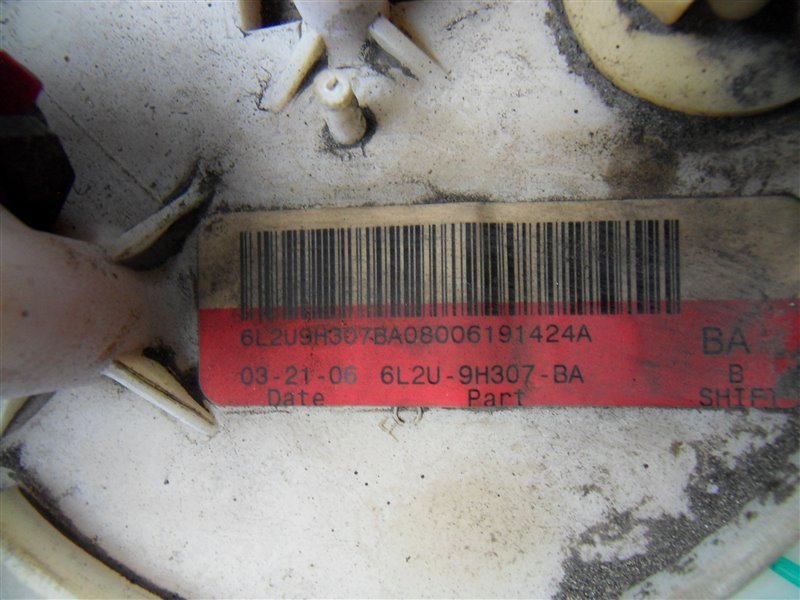 6L2U9H307BA08006191424A
BA
03-21-06 6L2U-9H307-BA B
Date Part SHIFT